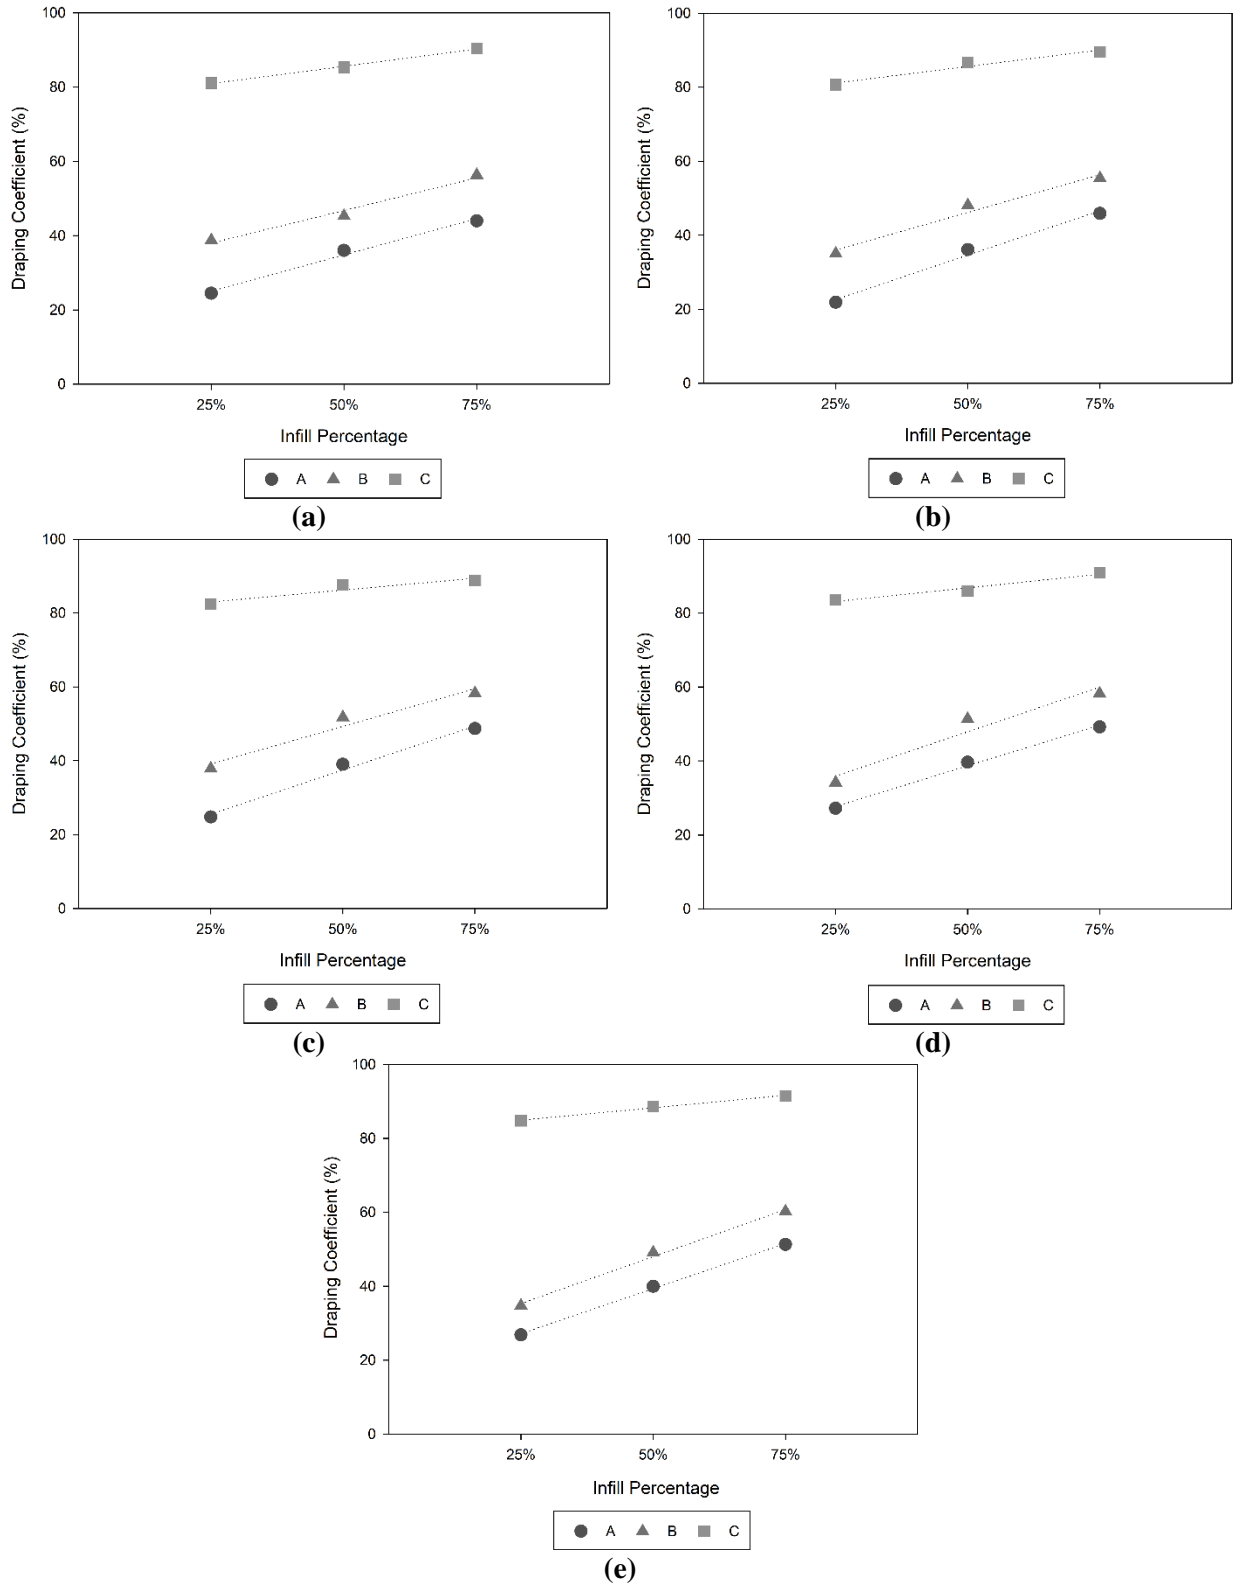 100
80
60
40
20
0
Draping Coefficient (%)
25% 50% 75%
Infill Percentage
A B C
(a)
100
80
60
40
20
0
Draping Coefficient (%)
25% 50% 75%
Infill Percentage
A B C
(b)
100
80
60
40
20
0
Draping Coefficient (%)
25% 50% 75%
Infill Percentage
A B C
(c)
100
80
60
40
20
0
Draping Coefficient (%)
25% 50% 75%
Infill Percentage
A B C
(d)
100
80
60
40
20
0
Draping Coefficient (%)
25% 50% 75%
Infill Percentage
A B C
(e)